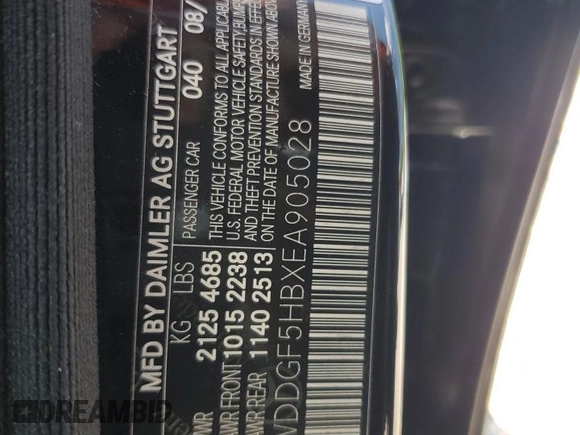 MFD BY DAIMLER AG STUTTGART
KG LBS
2125 4685
FRONT 1015 2238
REAR 1140 2513
040 08/
PASSENGER CAR
THIS VEHICLE CONFORMS TO ALL APPLICABLE
U.S. FEDERAL MOTOR VEHICLE SAFETY, BUMPER
AND THEFT PREVENTION STANDARDS IN EFFECT
ON THE DATE OF MANUFACTURE SHOWN ABOVE
MADE IN GERMANY
WDDGF5HBXEA905028
DREAMBID